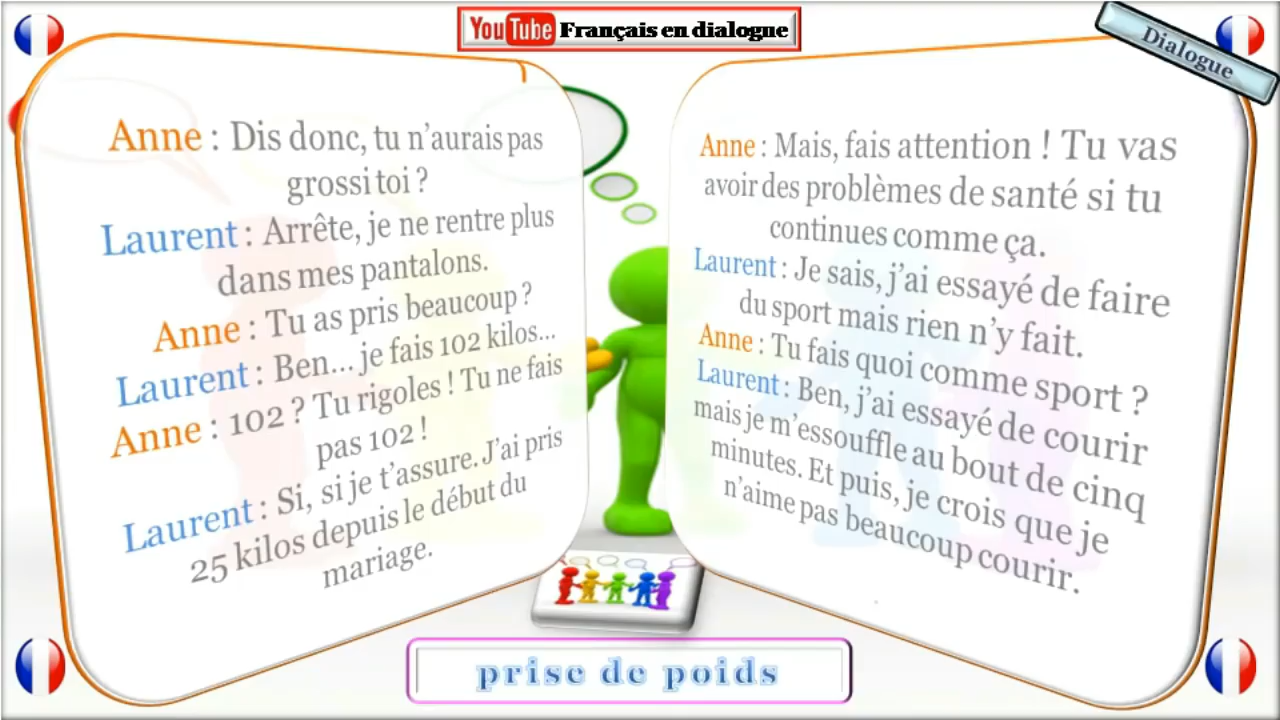 YouTube Français en dialogue
Dialogue
Anne : Dis donc, tu n’aurais pas
grossi toi ?
Laurent : Arrête, je ne rentre plus
dans mes pantalons.
Anne : Tu as pris beaucoup ?
Laurent : Ben… je fais 102 kilos…
Anne : 102 ? Tu rigoles ! Tu ne fais
pas 102 !
Laurent : Si, si je t’assure. J’ai pris
25 kilos depuis le début du
mariage.
Anne : Mais, fais attention ! Tu vas
avoir des problèmes de santé si tu
continues comme ça.
Laurent : Je sais, j’ai essayé de faire
du sport mais rien n’y fait.
Anne : Tu fais quoi comme sport ?
Laurent : Ben, j’ai essayé de courir
mais je m’essouffle au bout de cinq
minutes. Et puis, je crois que je
n’aime pas beaucoup courir.
prise de poids